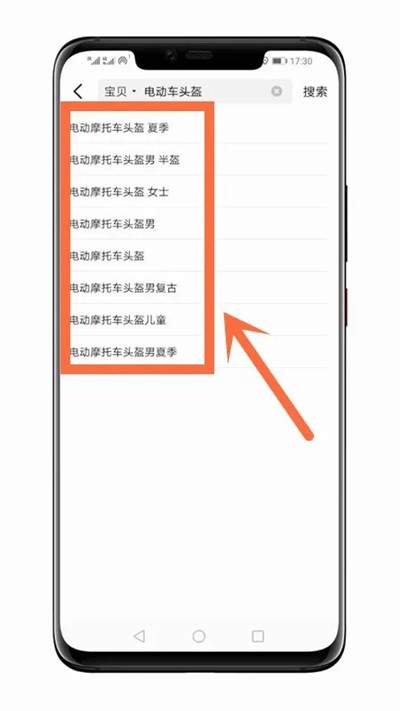 17:30
宝贝 电动车头盔 搜索
电动摩托车头盔 夏季
电动摩托车头盔男 半盔
电动摩托车头盔 女士
电动摩托车头盔男
电动摩托车头盔
电动摩托车头盔男复古
电动摩托车头盔儿童
电动摩托车头盔男夏季